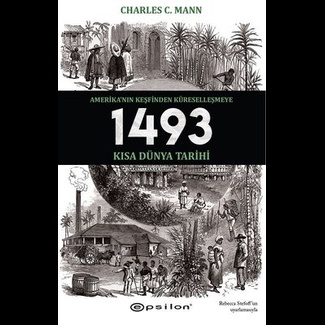 CHARLES C. MANN
AMERİKA'NIN KEŞFİNDEN KÜRESELLEŞMEYE
1493
KISA DÜNYA TARİHİ
epsilon®
Rebecca Stefoff'un
uyarlamasıyla